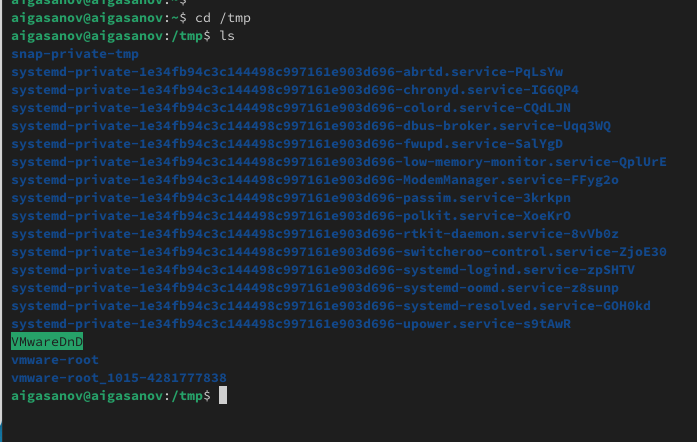 aigasanov@aigasanov:~$
aigasanov@aigasanov:~$ cd /tmp
aigasanov@aigasanov:/tmp$ ls
snap-private-tmp
systemd-private-1e34fb94c3c144498c997161e903d696-abrtd.service-PqLsYw
systemd-private-1e34fb94c3c144498c997161e903d696-chronyd.service-IG6QP4
systemd-private-1e34fb94c3c144498c997161e903d696-colord.service-CQdLJN
systemd-private-1e34fb94c3c144498c997161e903d696-dbus-broker.service-Uqq3WQ
systemd-private-1e34fb94c3c144498c997161e903d696-fwupd.service-SalYgD
systemd-private-1e34fb94c3c144498c997161e903d696-low-memory-monitor.service-QplUrE
systemd-private-1e34fb94c3c144498c997161e903d696-ModemManager.service-FFyg2o
systemd-private-1e34fb94c3c144498c997161e903d696-passim.service-3krkpn
systemd-private-1e34fb94c3c144498c997161e903d696-polkit.service-XoeKrO
systemd-private-1e34fb94c3c144498c997161e903d696-rtkit-daemon.service-8vVb0z
systemd-private-1e34fb94c3c144498c997161e903d696-switcheroo-control.service-ZjoE30
systemd-private-1e34fb94c3c144498c997161e903d696-systemd-logind.service-zpSHTV
systemd-private-1e34fb94c3c144498c997161e903d696-systemd-oomd.service-z8sunp
systemd-private-1e34fb94c3c144498c997161e903d696-systemd-resolved.service-GOH0kd
systemd-private-1e34fb94c3c144498c997161e903d696-upower.service-s9tAwR
VMwareDnD
vmware-root
vmware-root_1015-4281777838
aigasanov@aigasanov:/tmp$